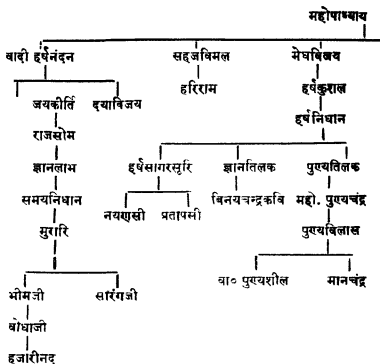 महोपाध्याय
वादी हर्षनंदन सहजविमल मेघविजय
हरिराम हर्षकुशल
जयकीर्ति दयाविजय हर्षनिधान
राजसोम
ज्ञानलाभ हर्षसागरसूरि ज्ञानतिलक पुण्यतिलक
समयनिधान विनयचन्द्रकवि महो. पुण्यचंद्र
नयणसी प्रतापसी
मुरारि पुण्यविलास
भीमजी सारंगजी वा० पुण्यशील मानचंद्र
बोधाजी
हजारीनंद